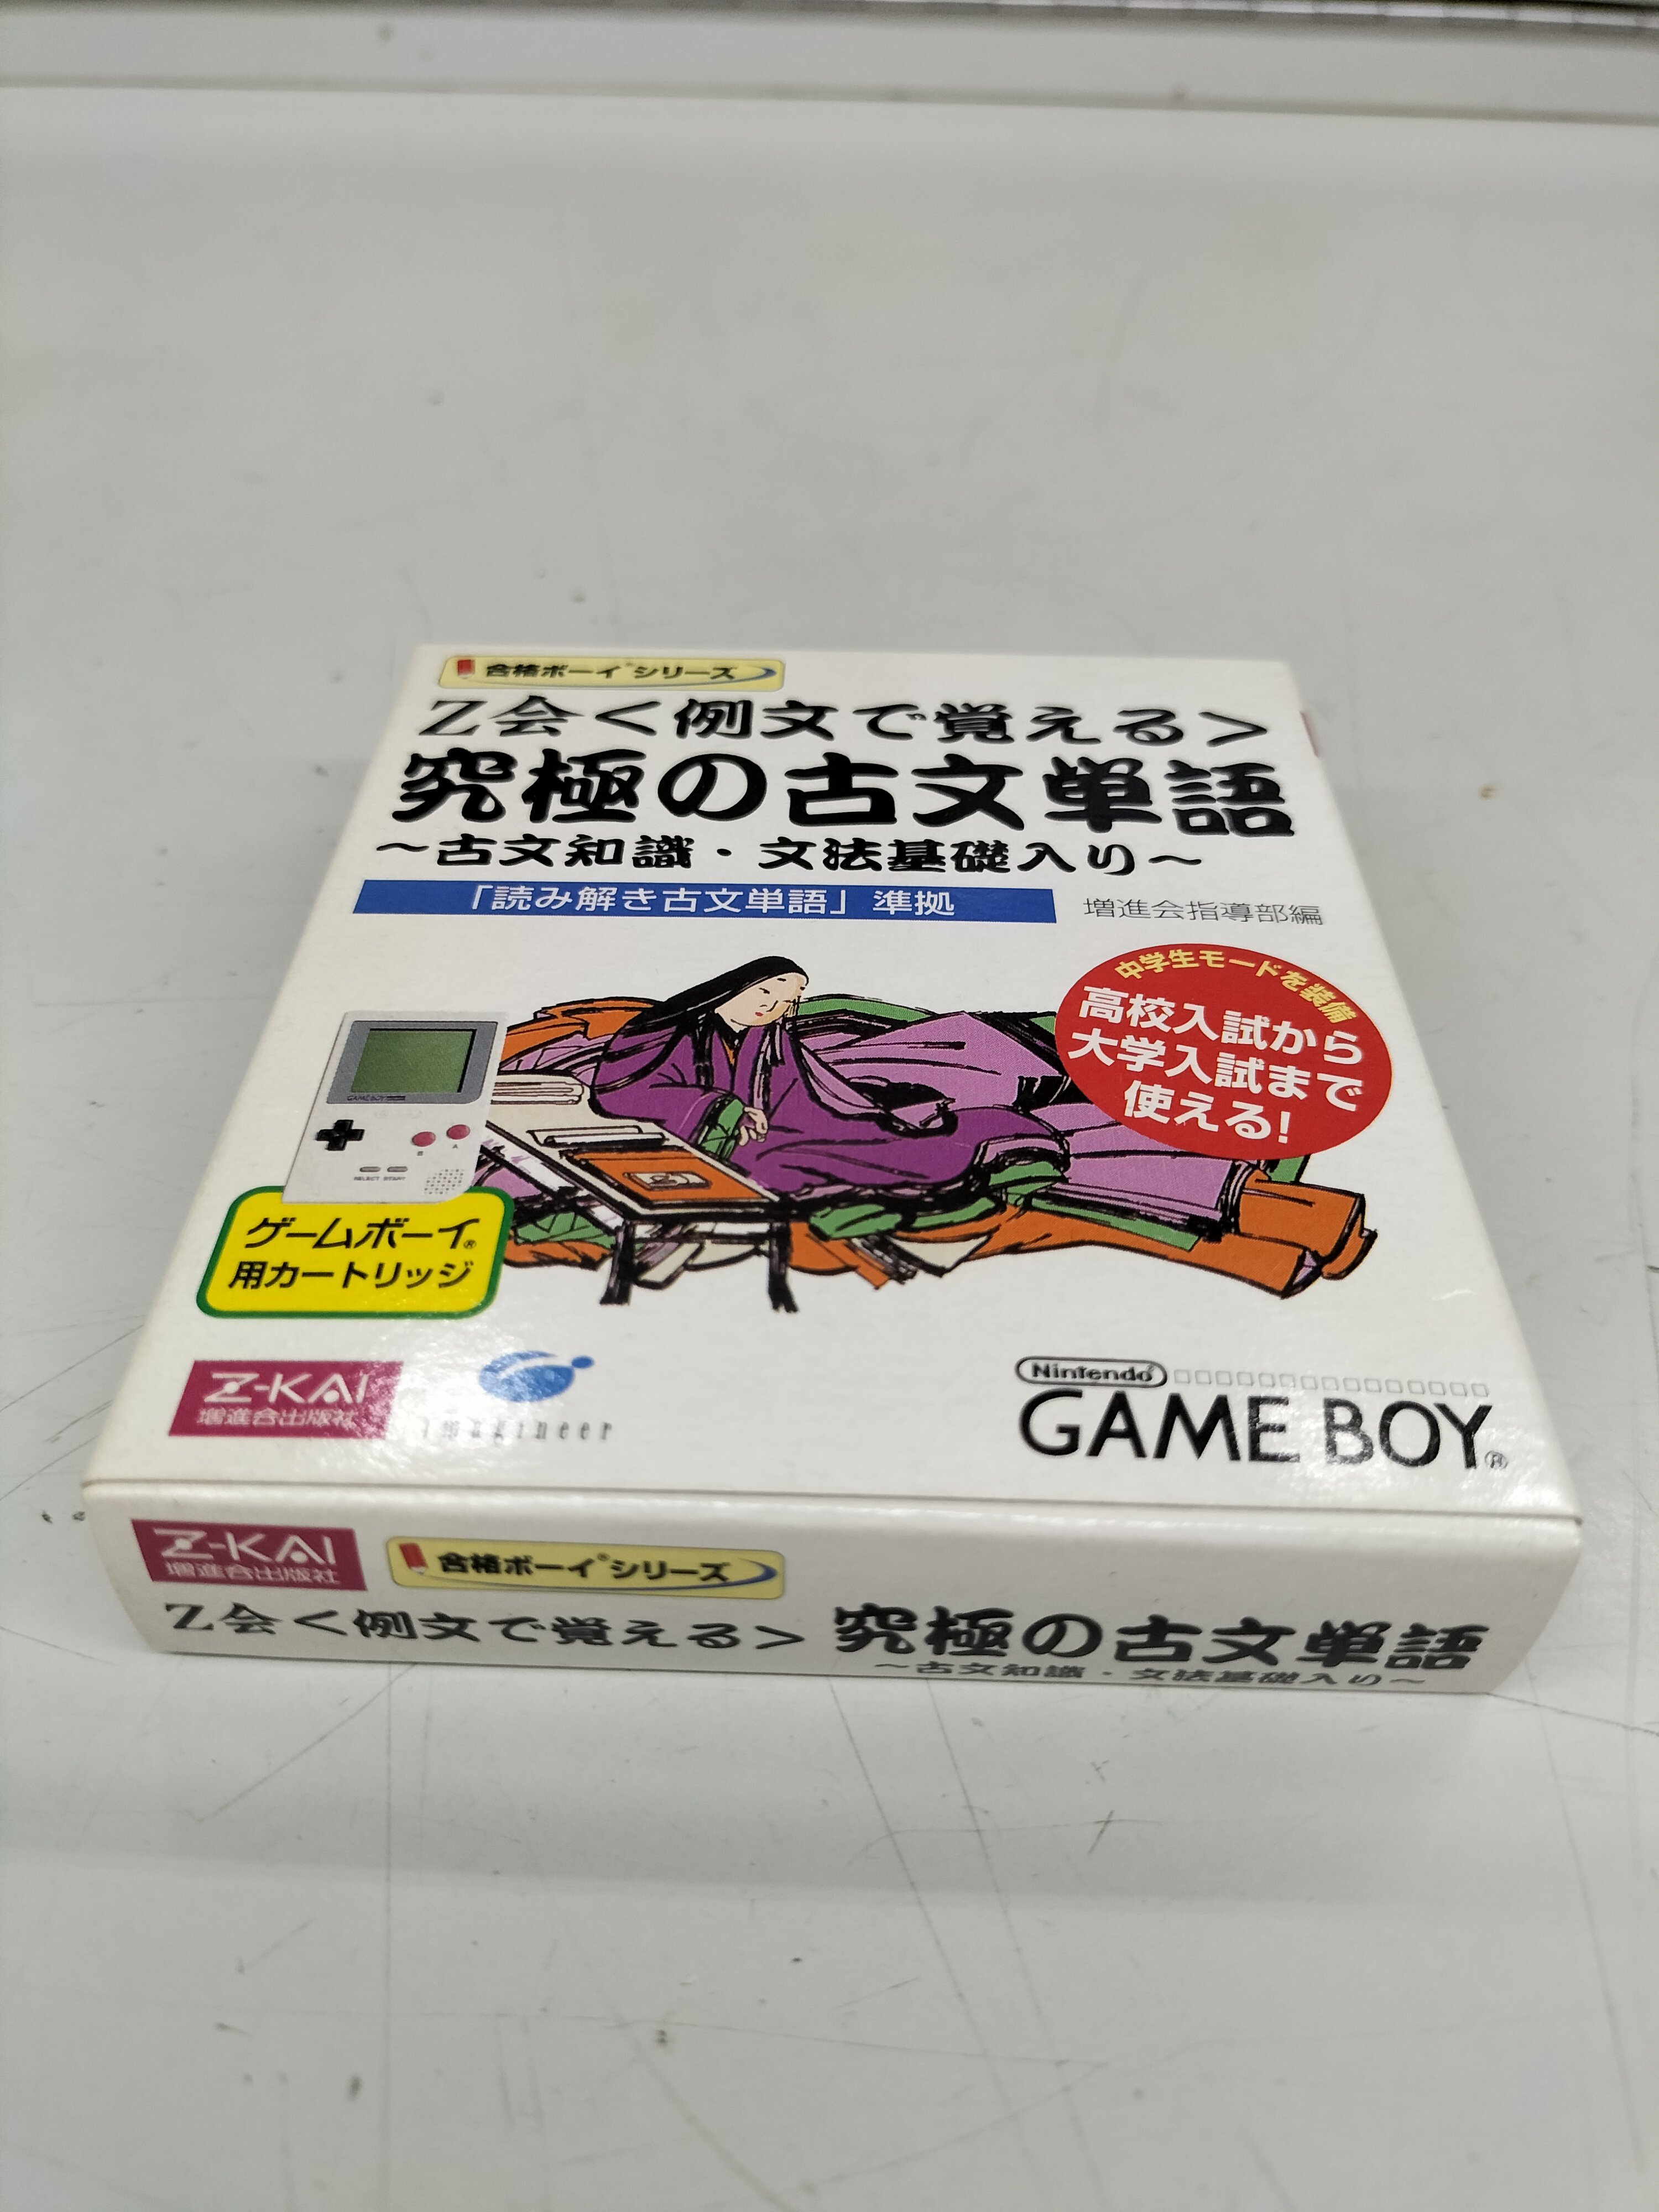 合格ボーイ®シリーズ
Z会<例文で覚える>
究極の古文単語
～古文知識・文法基礎入り～
「読み解き古文単語」準拠
増進会指導部編
中学生モードを装備
高校入試から
大学入試まで
使える!
GAME BOY
B A
SELECT START
ゲームボーイ®
用カートリッジ
Z-KAI
増進会出版社
imagineer
Nintendo®
GAME BOY®
Z-KAI
増進会出版社
合格ボーイ®シリーズ
Z会<例文で覚える> 究極の古文単語
～古文知識・文法基礎入り～